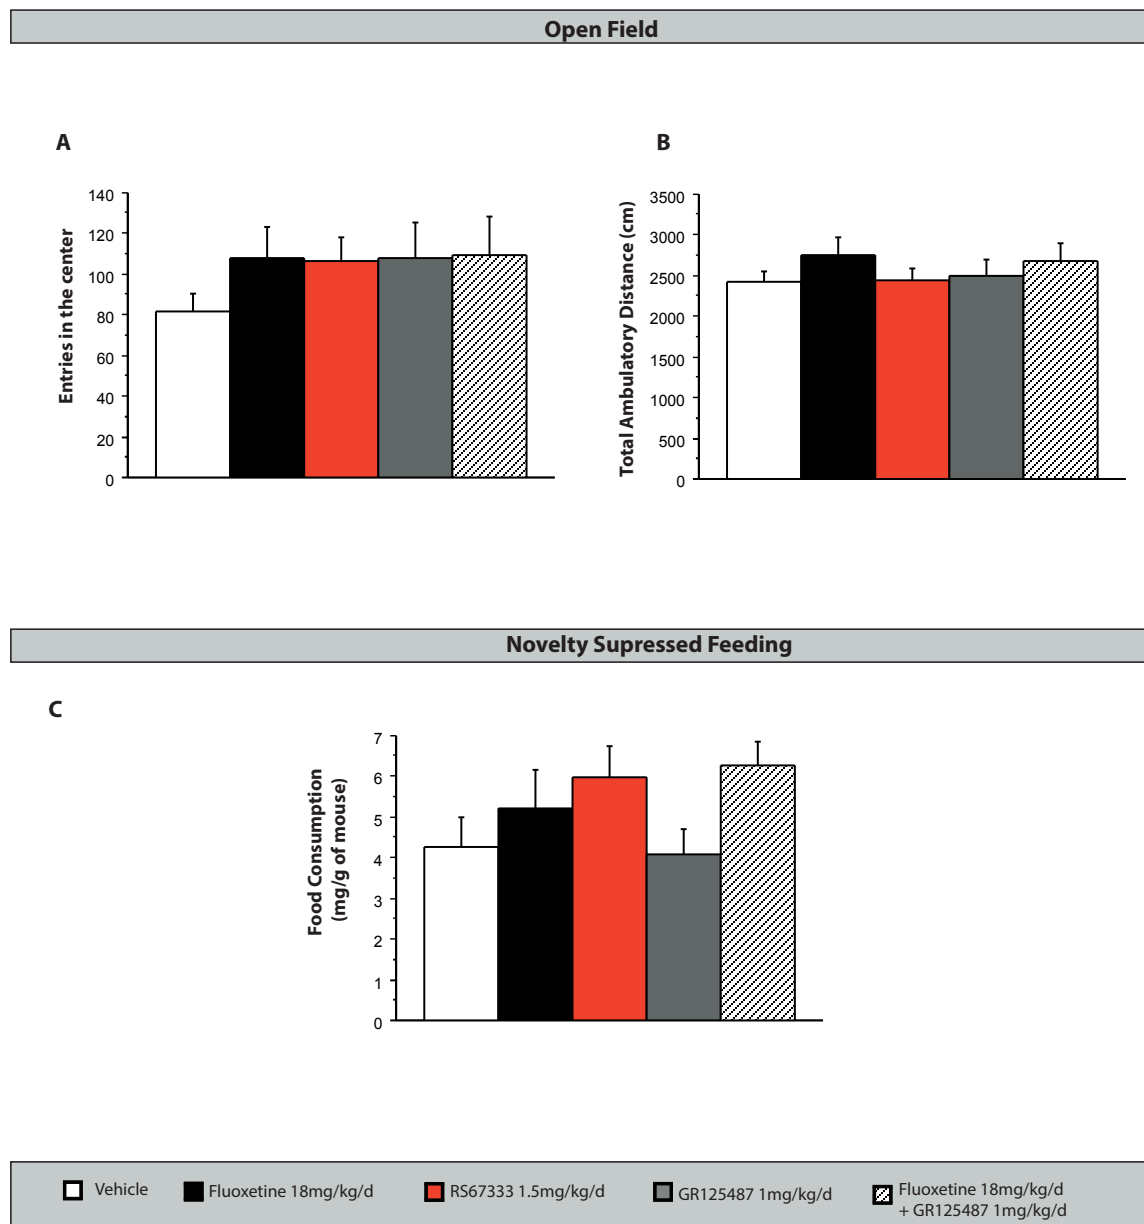 Open Field
A
Entries in the center
140
120
100
80
60
40
20
0
B
Total Ambulatory Distance (cm)
3500
3000
2500
2000
1500
1000
500
0
Novelty Supressed Feeding
C
Food Consumption
(mg/g of mouse)
7
6
5
4
3
2
1
0
Vehicle
Fluoxetine 18mg/kg/d
RS67333 1.5mg/kg/d
GR125487 1mg/kg/d
Fluoxetine 18mg/kg/d
+ GR125487 1mg/kg/d